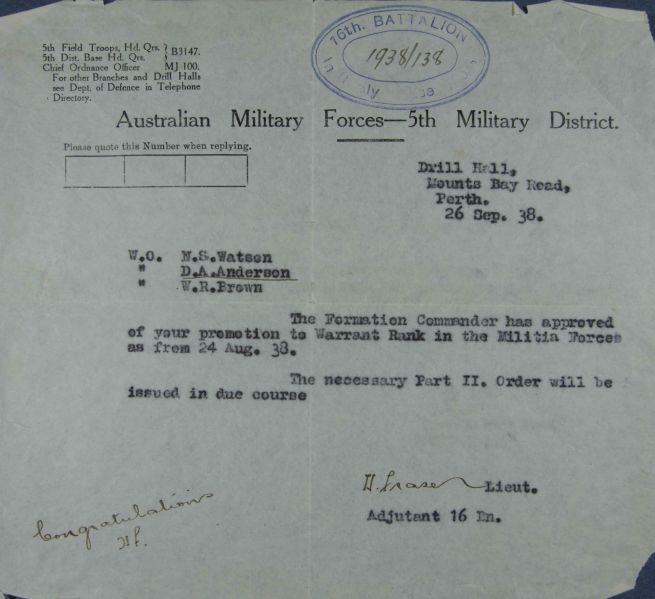 5th Field Troops, Hd. Qrs. } B3147.
5th Dist. Base Hd. Qrs.
Chief Ordnance Officer MJ 100.
For other Branches and Drill Halls
see Dept. of Defence in Telephone
Directory.
16th. BATTALION
1938/138
In Reply
Australian Military Forces—5th Military District.
Please quote this Number when replying.
Drill Hall,
Mounts Bay Road,
Perth.
26 Sep. 38.
W.O. N.S.Watson
" D.A.Anderson
" W.R.Brown
The Formation Commander has approved
of your promotion to Warrant Rank in the Militia Forces
as from 24 Aug. 38.
The necessary Part II. Order will be
issued in due course
H. Fraser Lieut.
Adjutant 16 Bn.
Congratulations
HF.